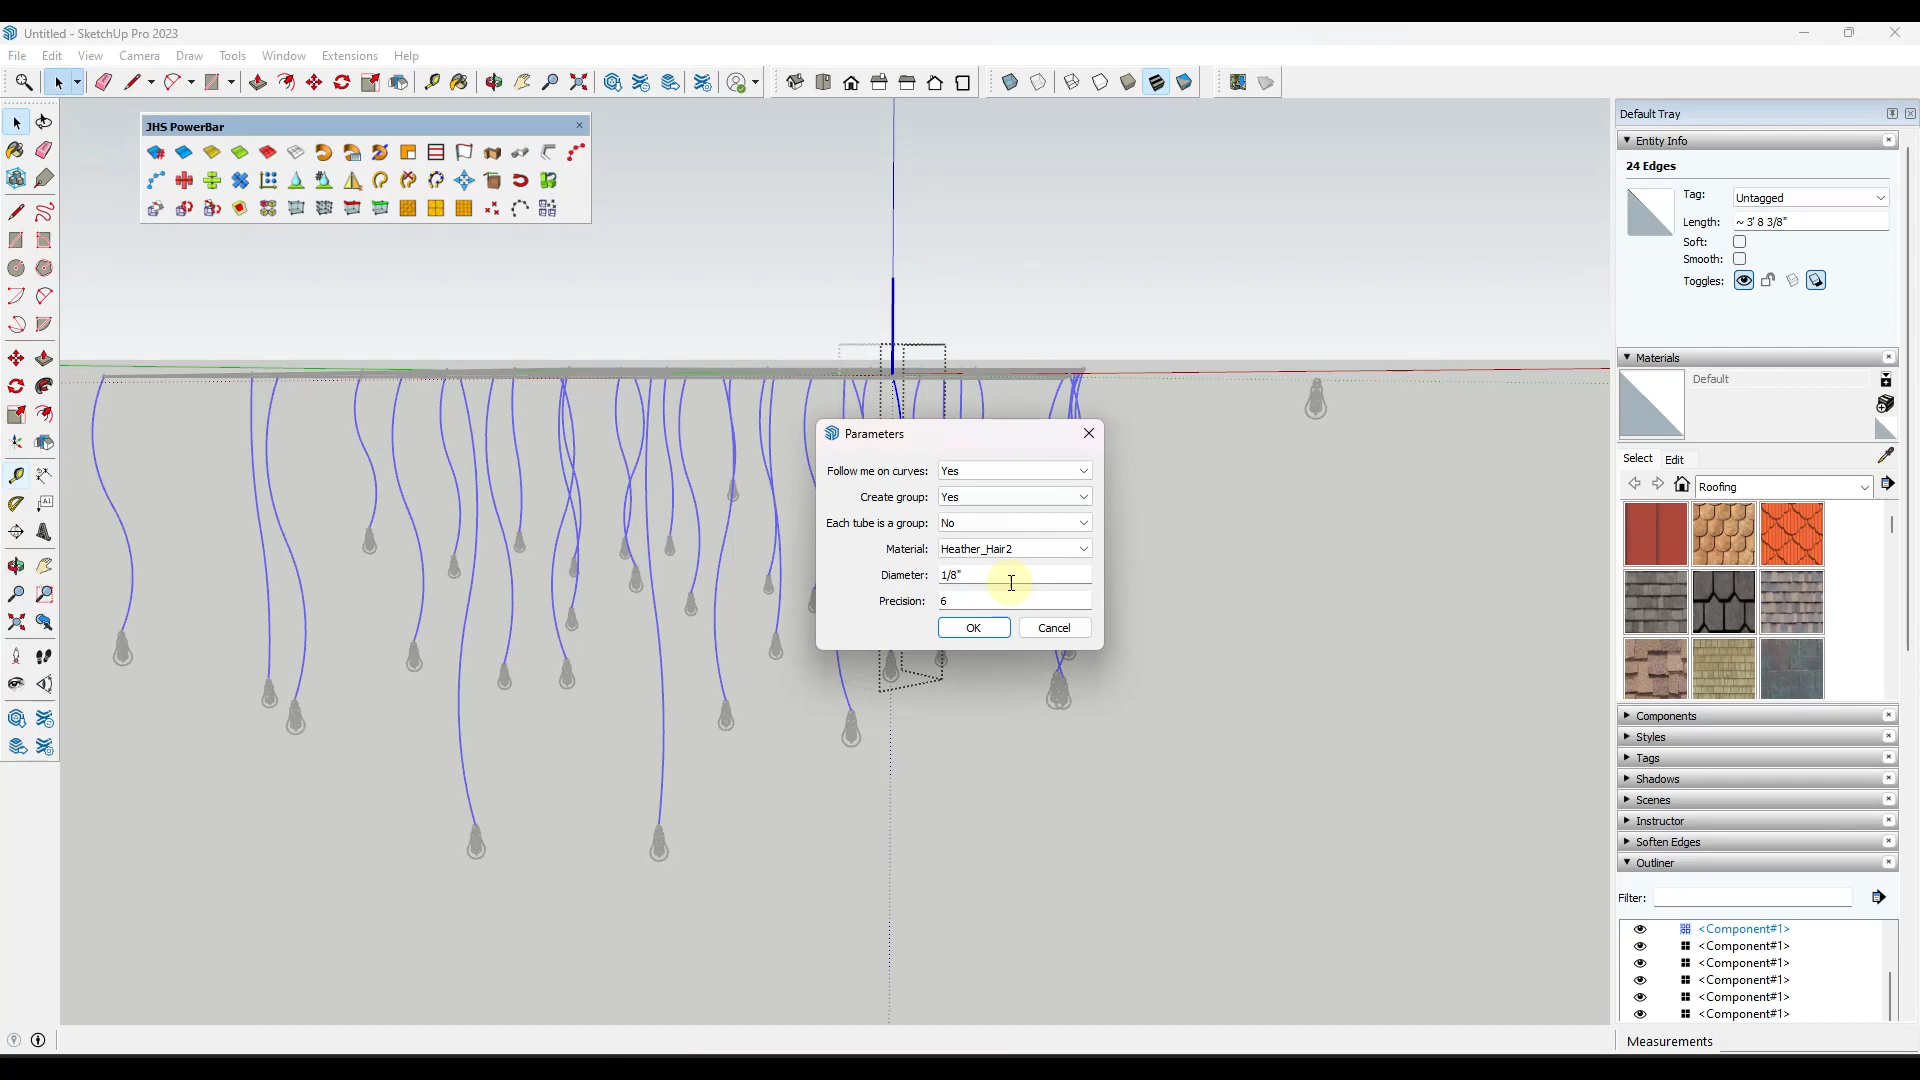 Untitled - SketchUp Pro 2023
File Edit View Camera Draw Tools Window Extensions Help
JHS PowerBar
Default Tray
Entity Info
24 Edges
Tag: Untagged
Length: ~ 3' 8 3/8"
Soft:
Smooth:
Toggles:
Materials
Default
Select Edit
Roofing
Parameters
Follow me on curves: Yes
Create group: Yes
Each tube is a group: No
Material: Heather_Hair2
Diameter: 1/8"
Precision: 6
OK Cancel
Components
Styles
Tags
Shadows
Scenes
Instructor
Soften Edges
Outliner
Filter:
<Component#1>
<Component#1>
<Component#1>
<Component#1>
<Component#1>
<Component#1>
Measurements